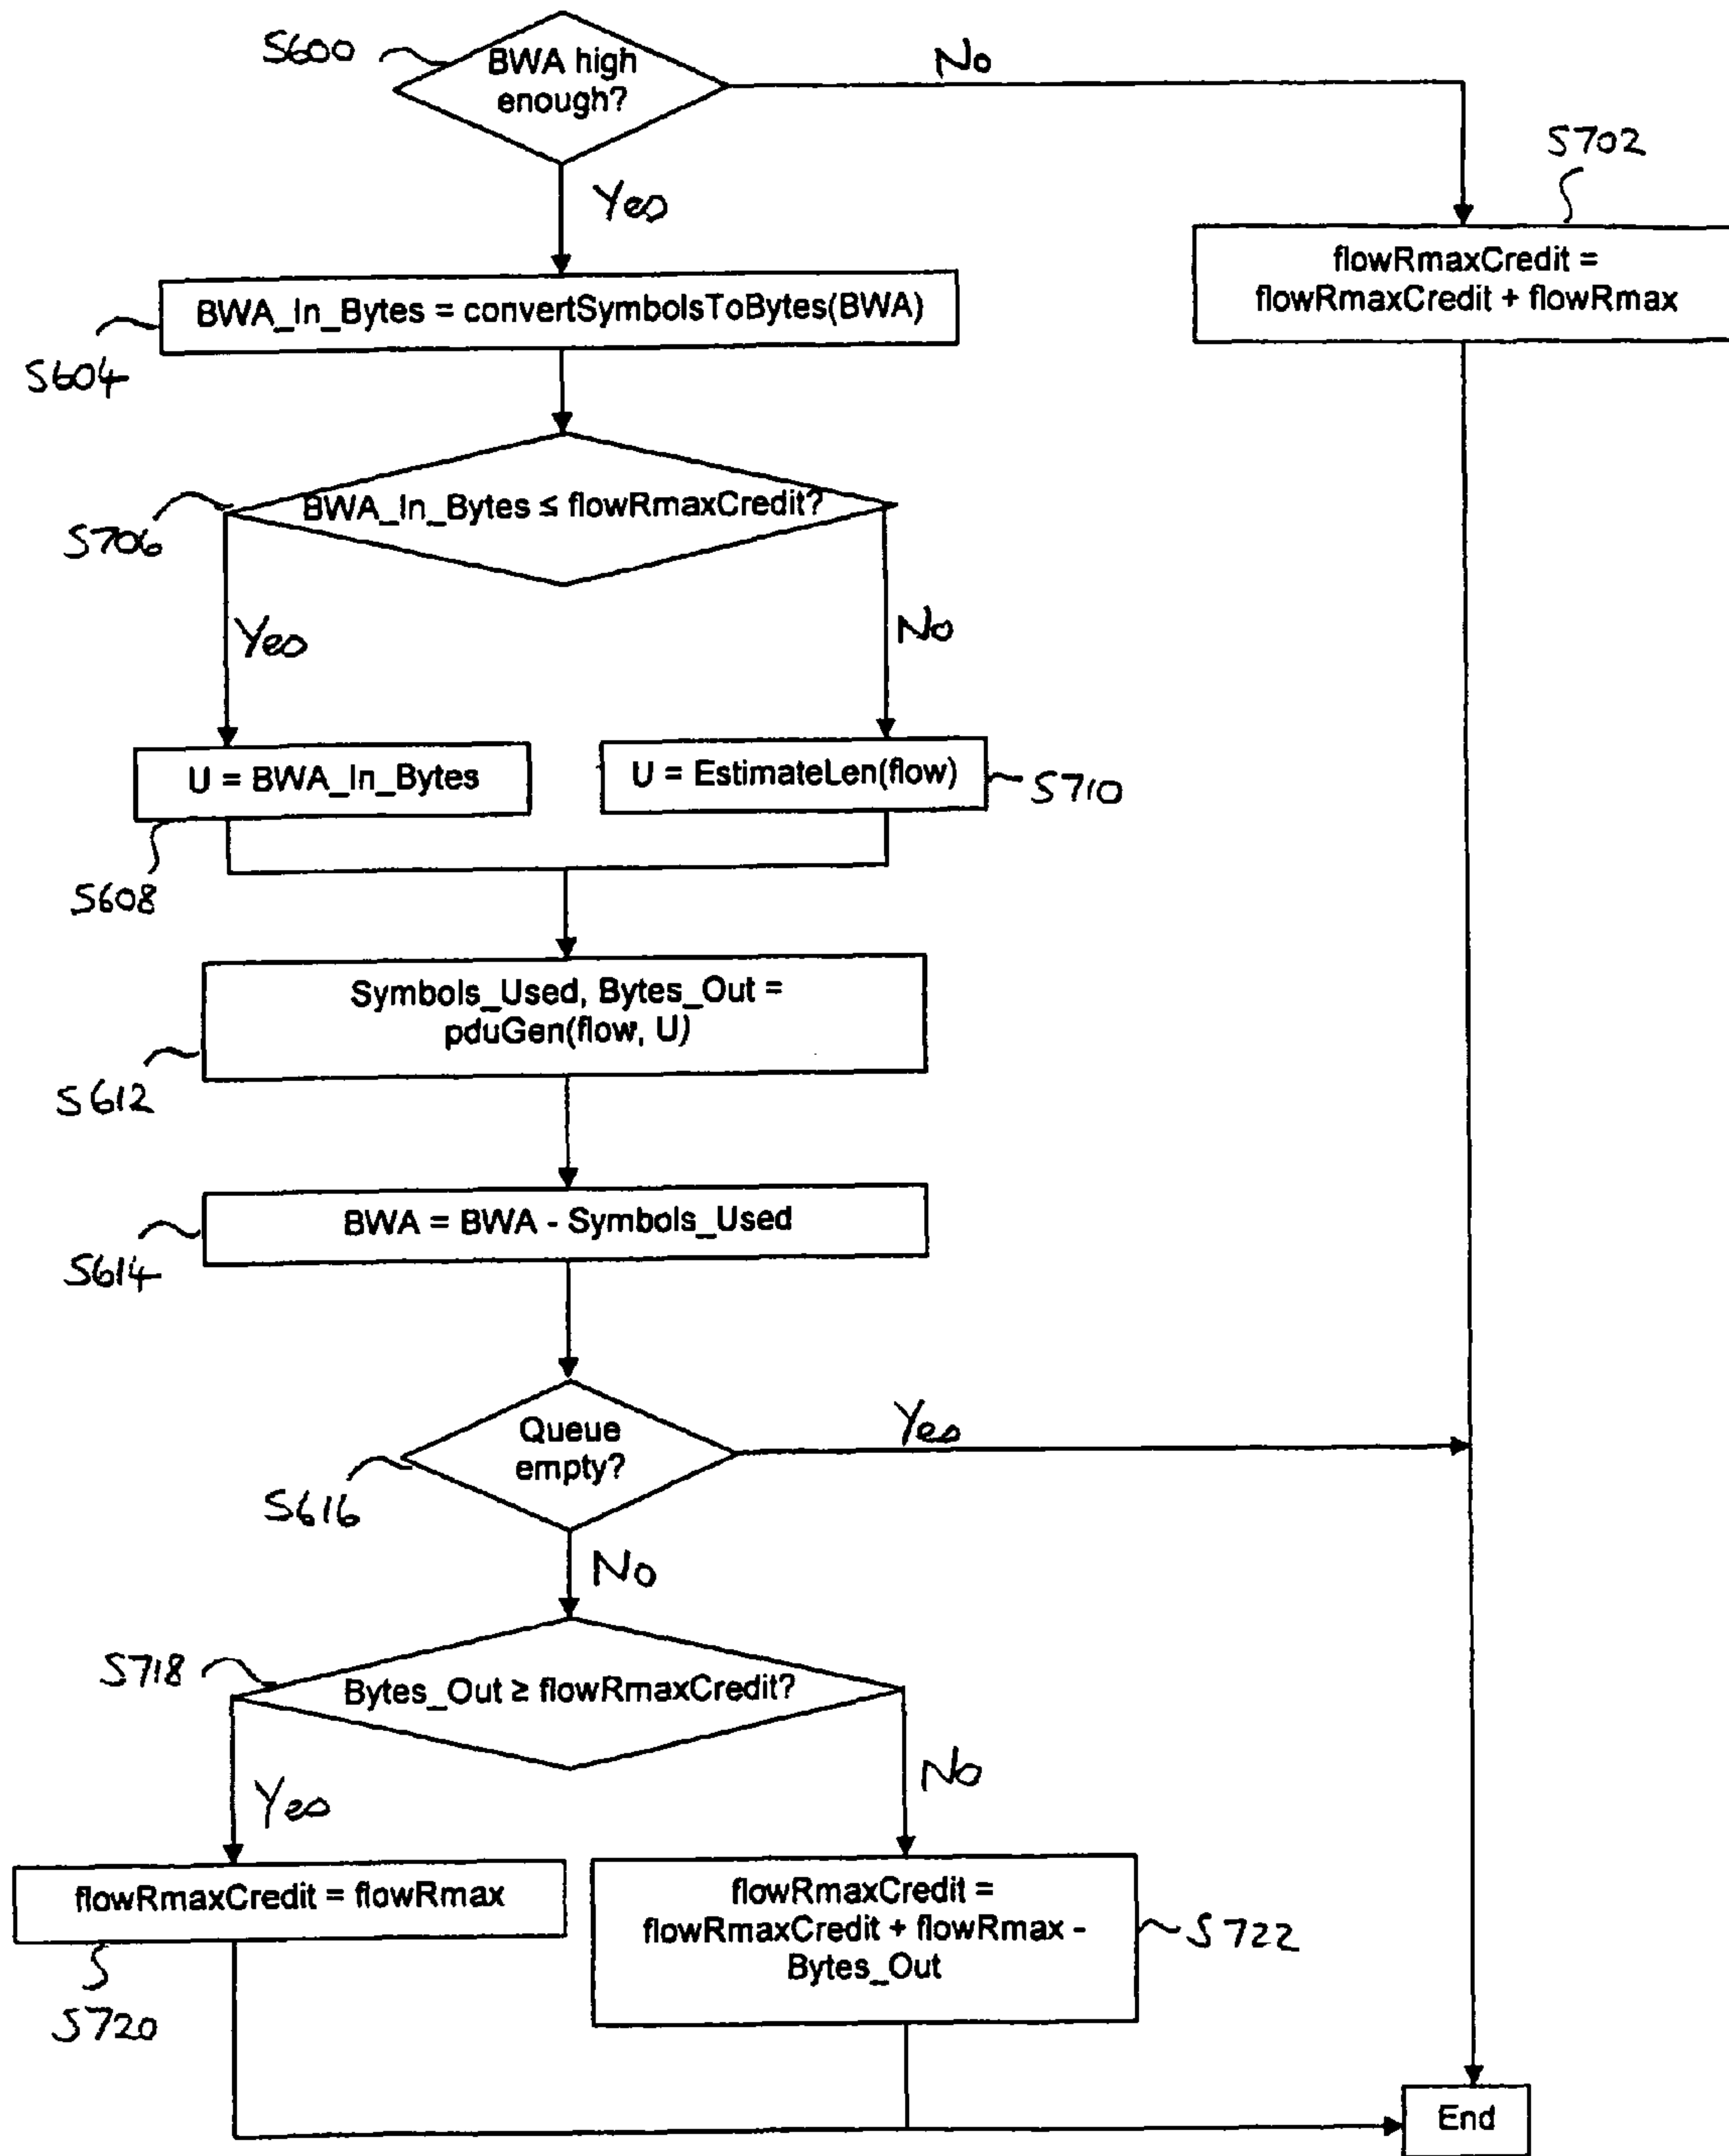 S600
BWA high
enough?
No
Yes
S702
flowRmaxCredit =
flowRmaxCredit + flowRmax
BWA_In_Bytes = convertSymbolsToBytes(BWA)
S604
BWA_In_Bytes ≤ flowRmaxCredit?
S706
Yes
No
U = BWA_In_Bytes
U = EstimateLen(flow)
S710
S608
Symbols_Used, Bytes_Out =
pduGen(flow, U)
S612
BWA = BWA - Symbols_Used
S614
Queue
empty?
Yes
S616
No
S718
Bytes_Out ≥ flowRmaxCredit?
Yes
No
flowRmaxCredit = flowRmax
flowRmaxCredit =
flowRmaxCredit + flowRmax -
Bytes_Out
S722
S720
End